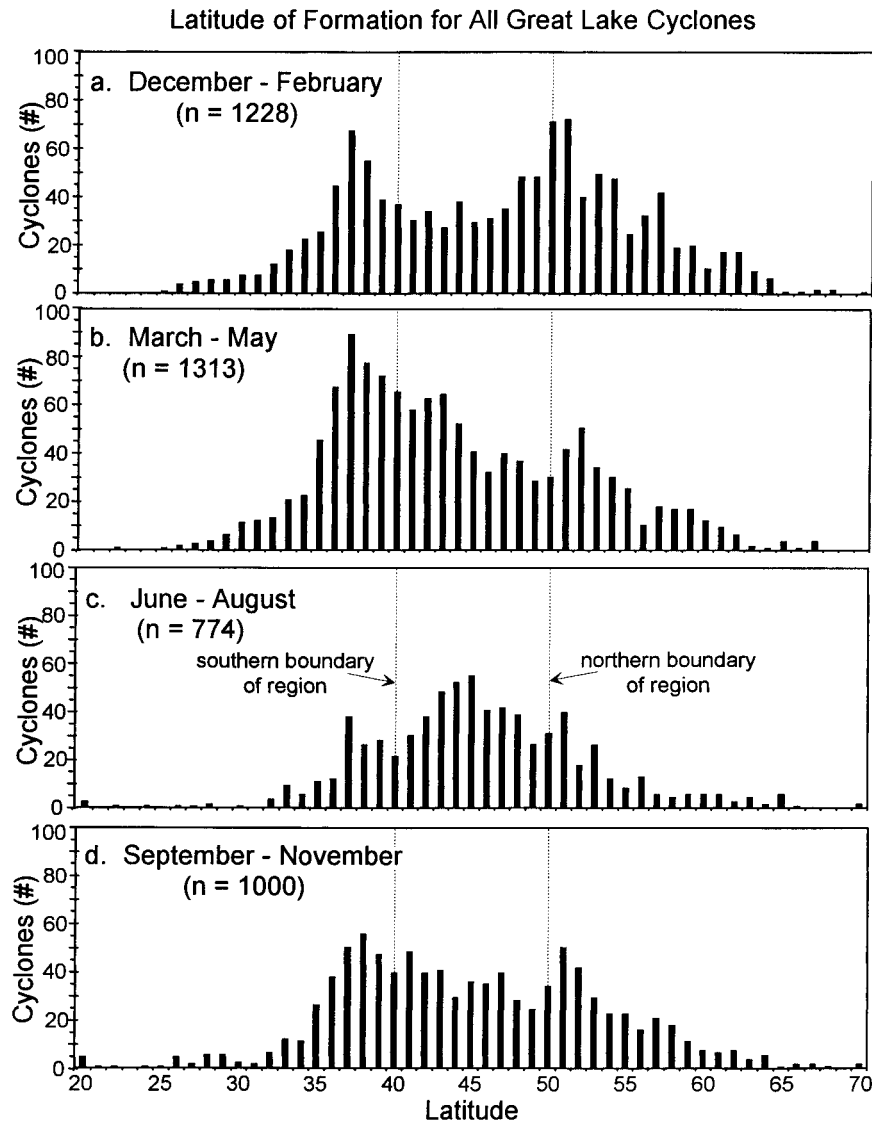 Latitude of Formation for All Great Lake Cyclones
100
80
60
40
20
0
Cyclones (#)
a. December - February
(n = 1228)
100
80
60
40
20
0
Cyclones (#)
b. March - May
(n = 1313)
100
80
60
40
20
0
Cyclones (#)
c. June - August
(n = 774)
southern boundary
of region
northern boundary
of region
100
80
60
40
20
0
Cyclones (#)
d. September - November
(n = 1000)
20 25 30 35 40 45 50 55 60 65 70
Latitude